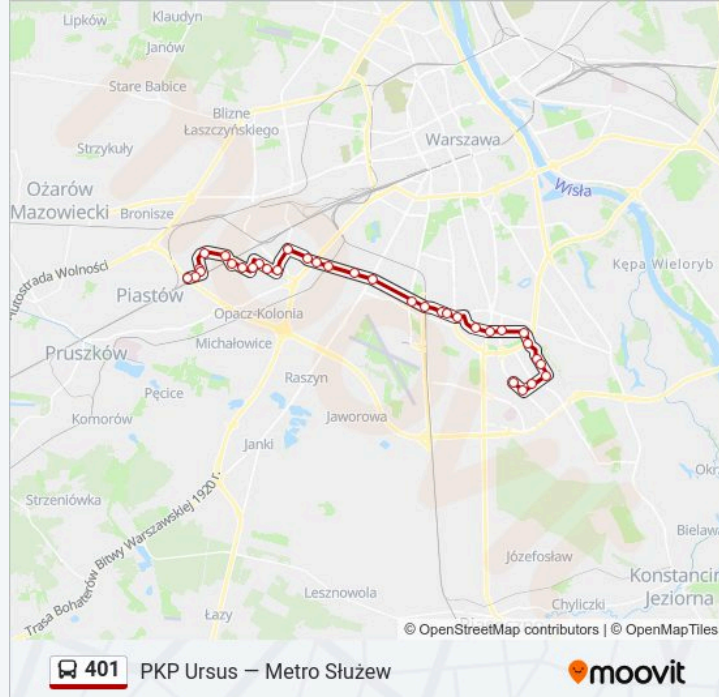 Lipków
Klaudyn
Janów
Stare Babice
Blizne
Łaszczyńskiego
Warszawa
Strzykuły
Wisła
Ożarów
Mazowiecki
Bronisze
Kępa Wieloryb
Autostrada Wolności
Piastów
Opacz-Kolonia
Michałowice
Pruszków
Raszyn
Pęcice
Jaworowa
Komorów
Janki
Strzeniówka
Trasa Bohaterów Bitwy Warszawskiej 1920 r.
Józefosław
Konstancin
Jeziorna
Lesznowola
Chyliczki
Łazy
© OpenStreetMap contributors | © OpenMapTiles
401 PKP Ursus — Metro Służew
moovit